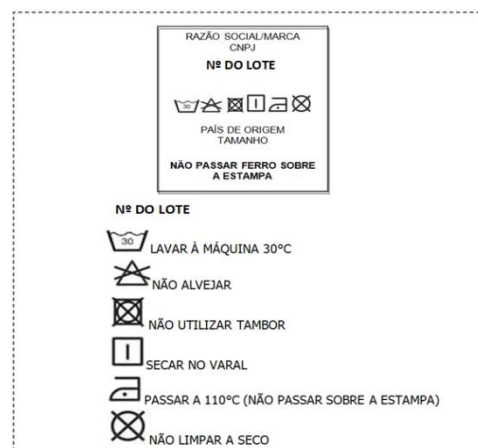 RAZÃO SOCIAL/MARCA
CNPJ
Nº DO LOTE
30
PAÍS DE ORIGEM
TAMANHO
NÃO PASSAR FERRO SOBRE
A ESTAMPA
Nº DO LOTE
30 LAVAR À MÁQUINA 30°C
NÃO ALVEJAR
NÃO UTILIZAR TAMBOR
SECAR NO VARAL
PASSAR A 110°C (NÃO PASSAR SOBRE A ESTAMPA)
NÃO LIMPAR A SECO